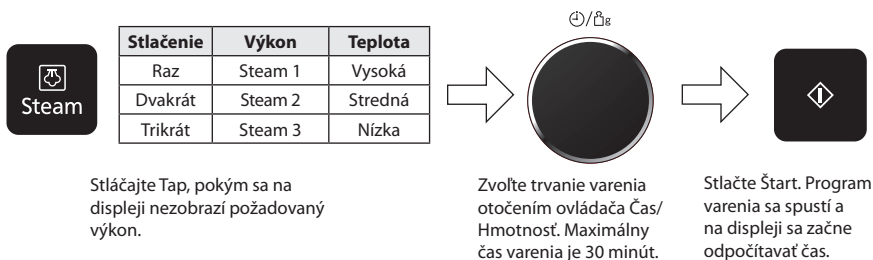 /g
Stlačenie Výkon Teplota
Raz Steam 1 Vysoká
Dvakrát Steam 2 Stredná
Trikrát Steam 3 Nízka
Steam
Stláčajte Tap, pokým sa na
displeji nezobrazí požadovaný
výkon.
Zvoľte trvanie varenia
otočením ovládača Čas/
Hmotnosť. Maximálny
čas varenia je 30 minút.
Stlačte Štart. Program
varenia sa spustí a
na displeji sa začne
odpočítavať čas.